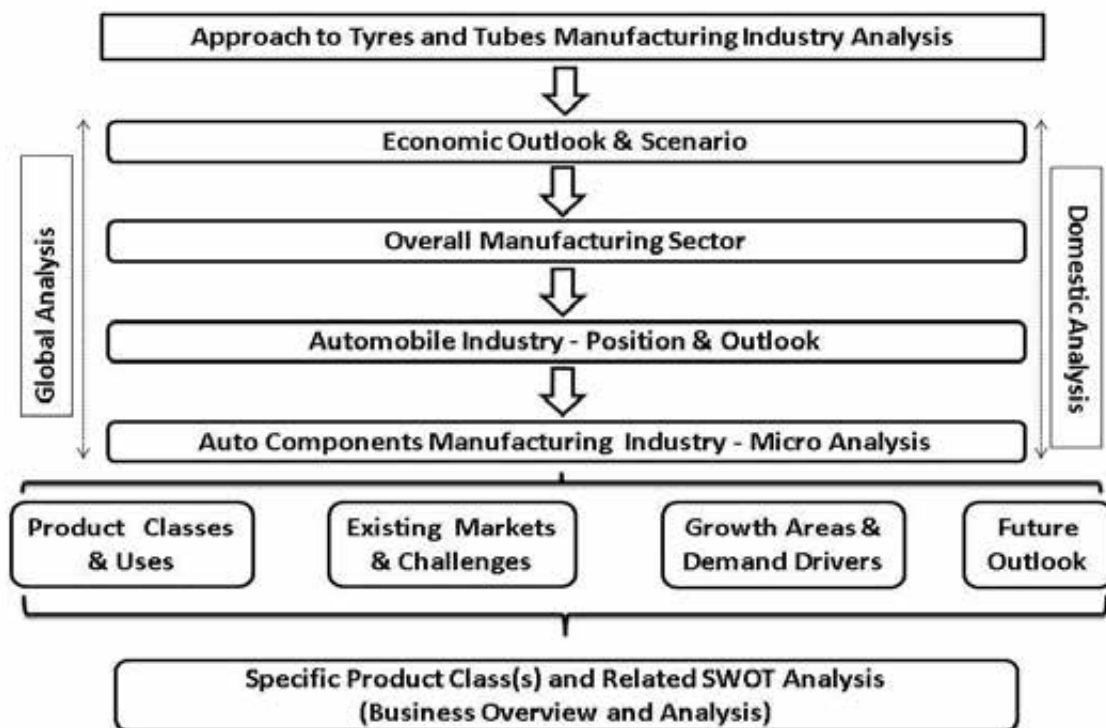 Approach to Tyres and Tubes Manufacturing Industry Analysis
Economic Outlook & Scenario
Overall Manufacturing Sector
Automobile Industry - Position & Outlook
Auto Components Manufacturing Industry - Micro Analysis
Global Analysis
Domestic Analysis
Product Classes
& Uses
Existing Markets
& Challenges
Growth Areas &
Demand Drivers
Future
Outlook
Specific Product Class(s) and Related SWOT Analysis
(Business Overview and Analysis)